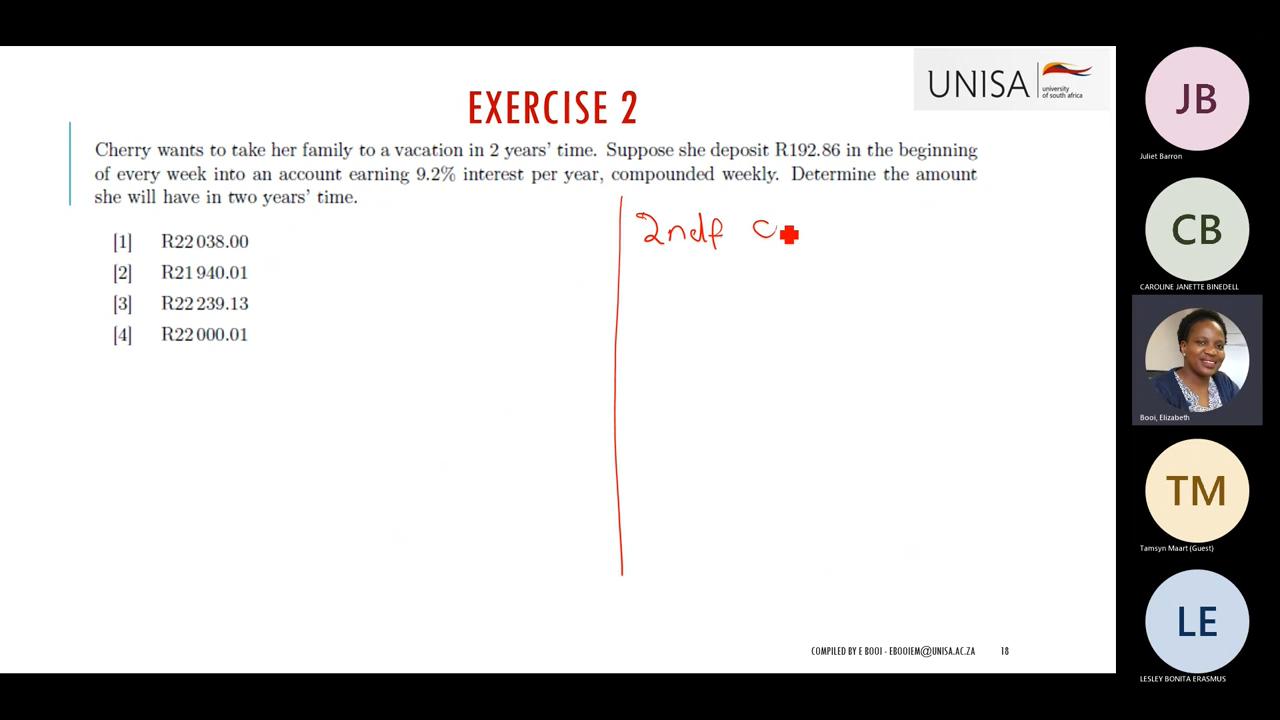 UNISA
university
of south africa
EXERCISE 2
Cherry wants to take her family to a vacation in 2 years' time. Suppose she deposit R192.86 in the beginning
of every week into an account earning 9.2% interest per year, compounded weekly. Determine the amount
she will have in two years' time.
[1] R22 038.00
[2] R21 940.01
[3] R22 239.13
[4] R22 000.01
2ndf C
COMPILED BY E BOOI - EBOOIEM@UNISA.AC.ZA 18
JB
Juliet Barron
CB
CAROLINE JANETTE BINEDELL
Booi, Elizabeth
TM
Tamsyn Maart (Guest)
LE
LESLEY BONITA ERASMUS